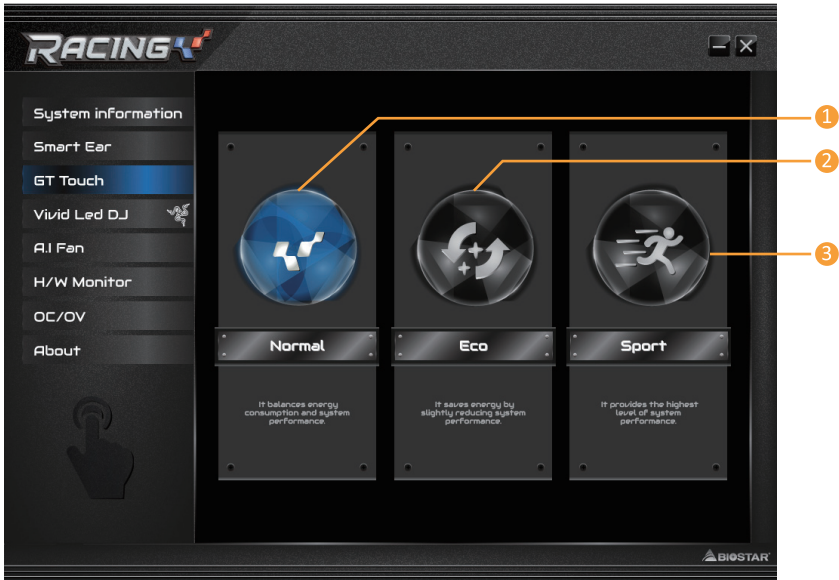 RACING
System information
Smart Ear
GT Touch
Vivid Led DJ
A.I Fan
H/W Monitor
OC/OV
About
1
2
3
Normal
Eco
Sport
It balances energy
consumption and system
performance.
It saves energy by
slightly reducing system
performance.
It provides the highest
level of system
performance.
BIOSTAR